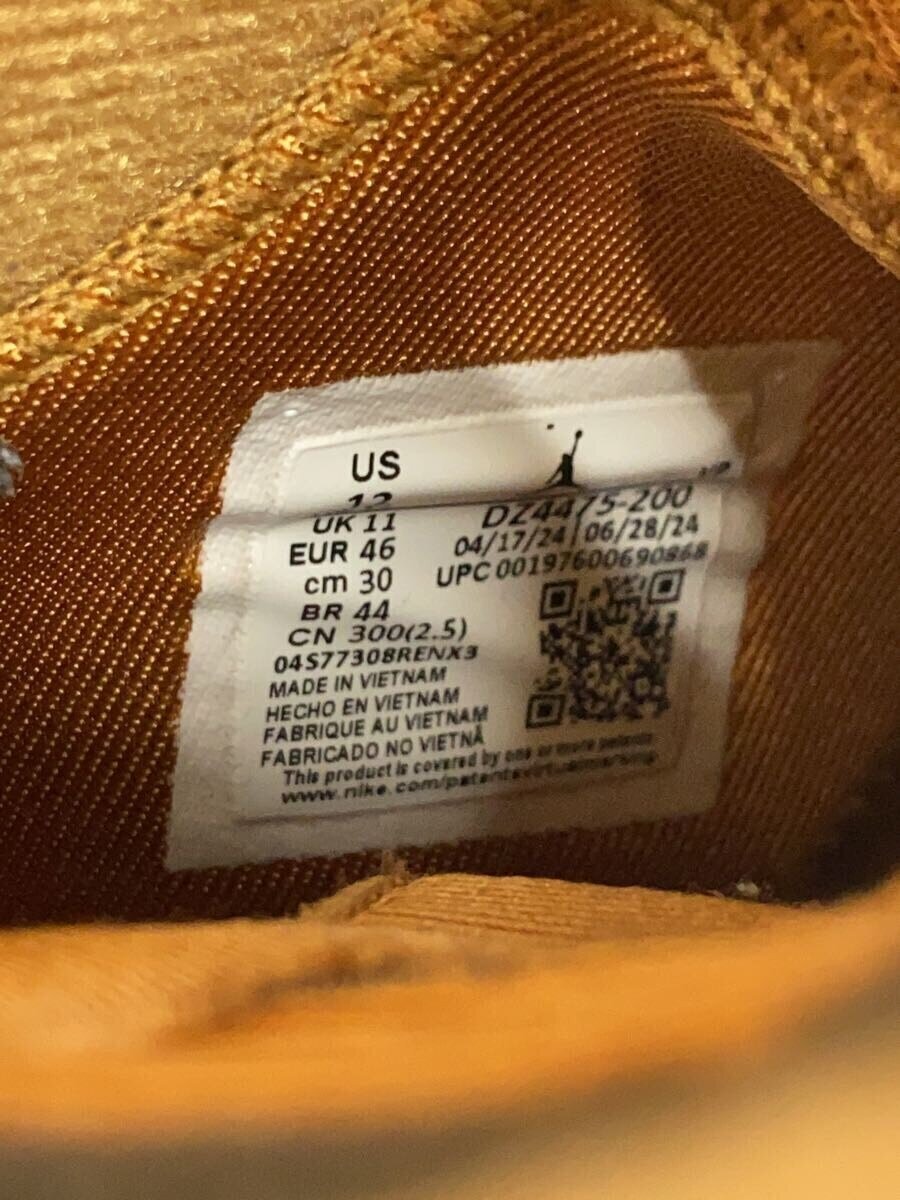 US
12
UK 11
EUR 46
cm 30
BR 44
CN 300(2.5)
DZ4475-200
04/17/24 06/28/24
UPC 00197600690868
04S77308RENX3
MADE IN VIETNAM
HECHO EN VIETNAM
FABRIQUE AU VIETNAM
FABRICADO NO VIETNÃ
This product is covered by one or more patents
www.nike.com/patentsvirtualmarking